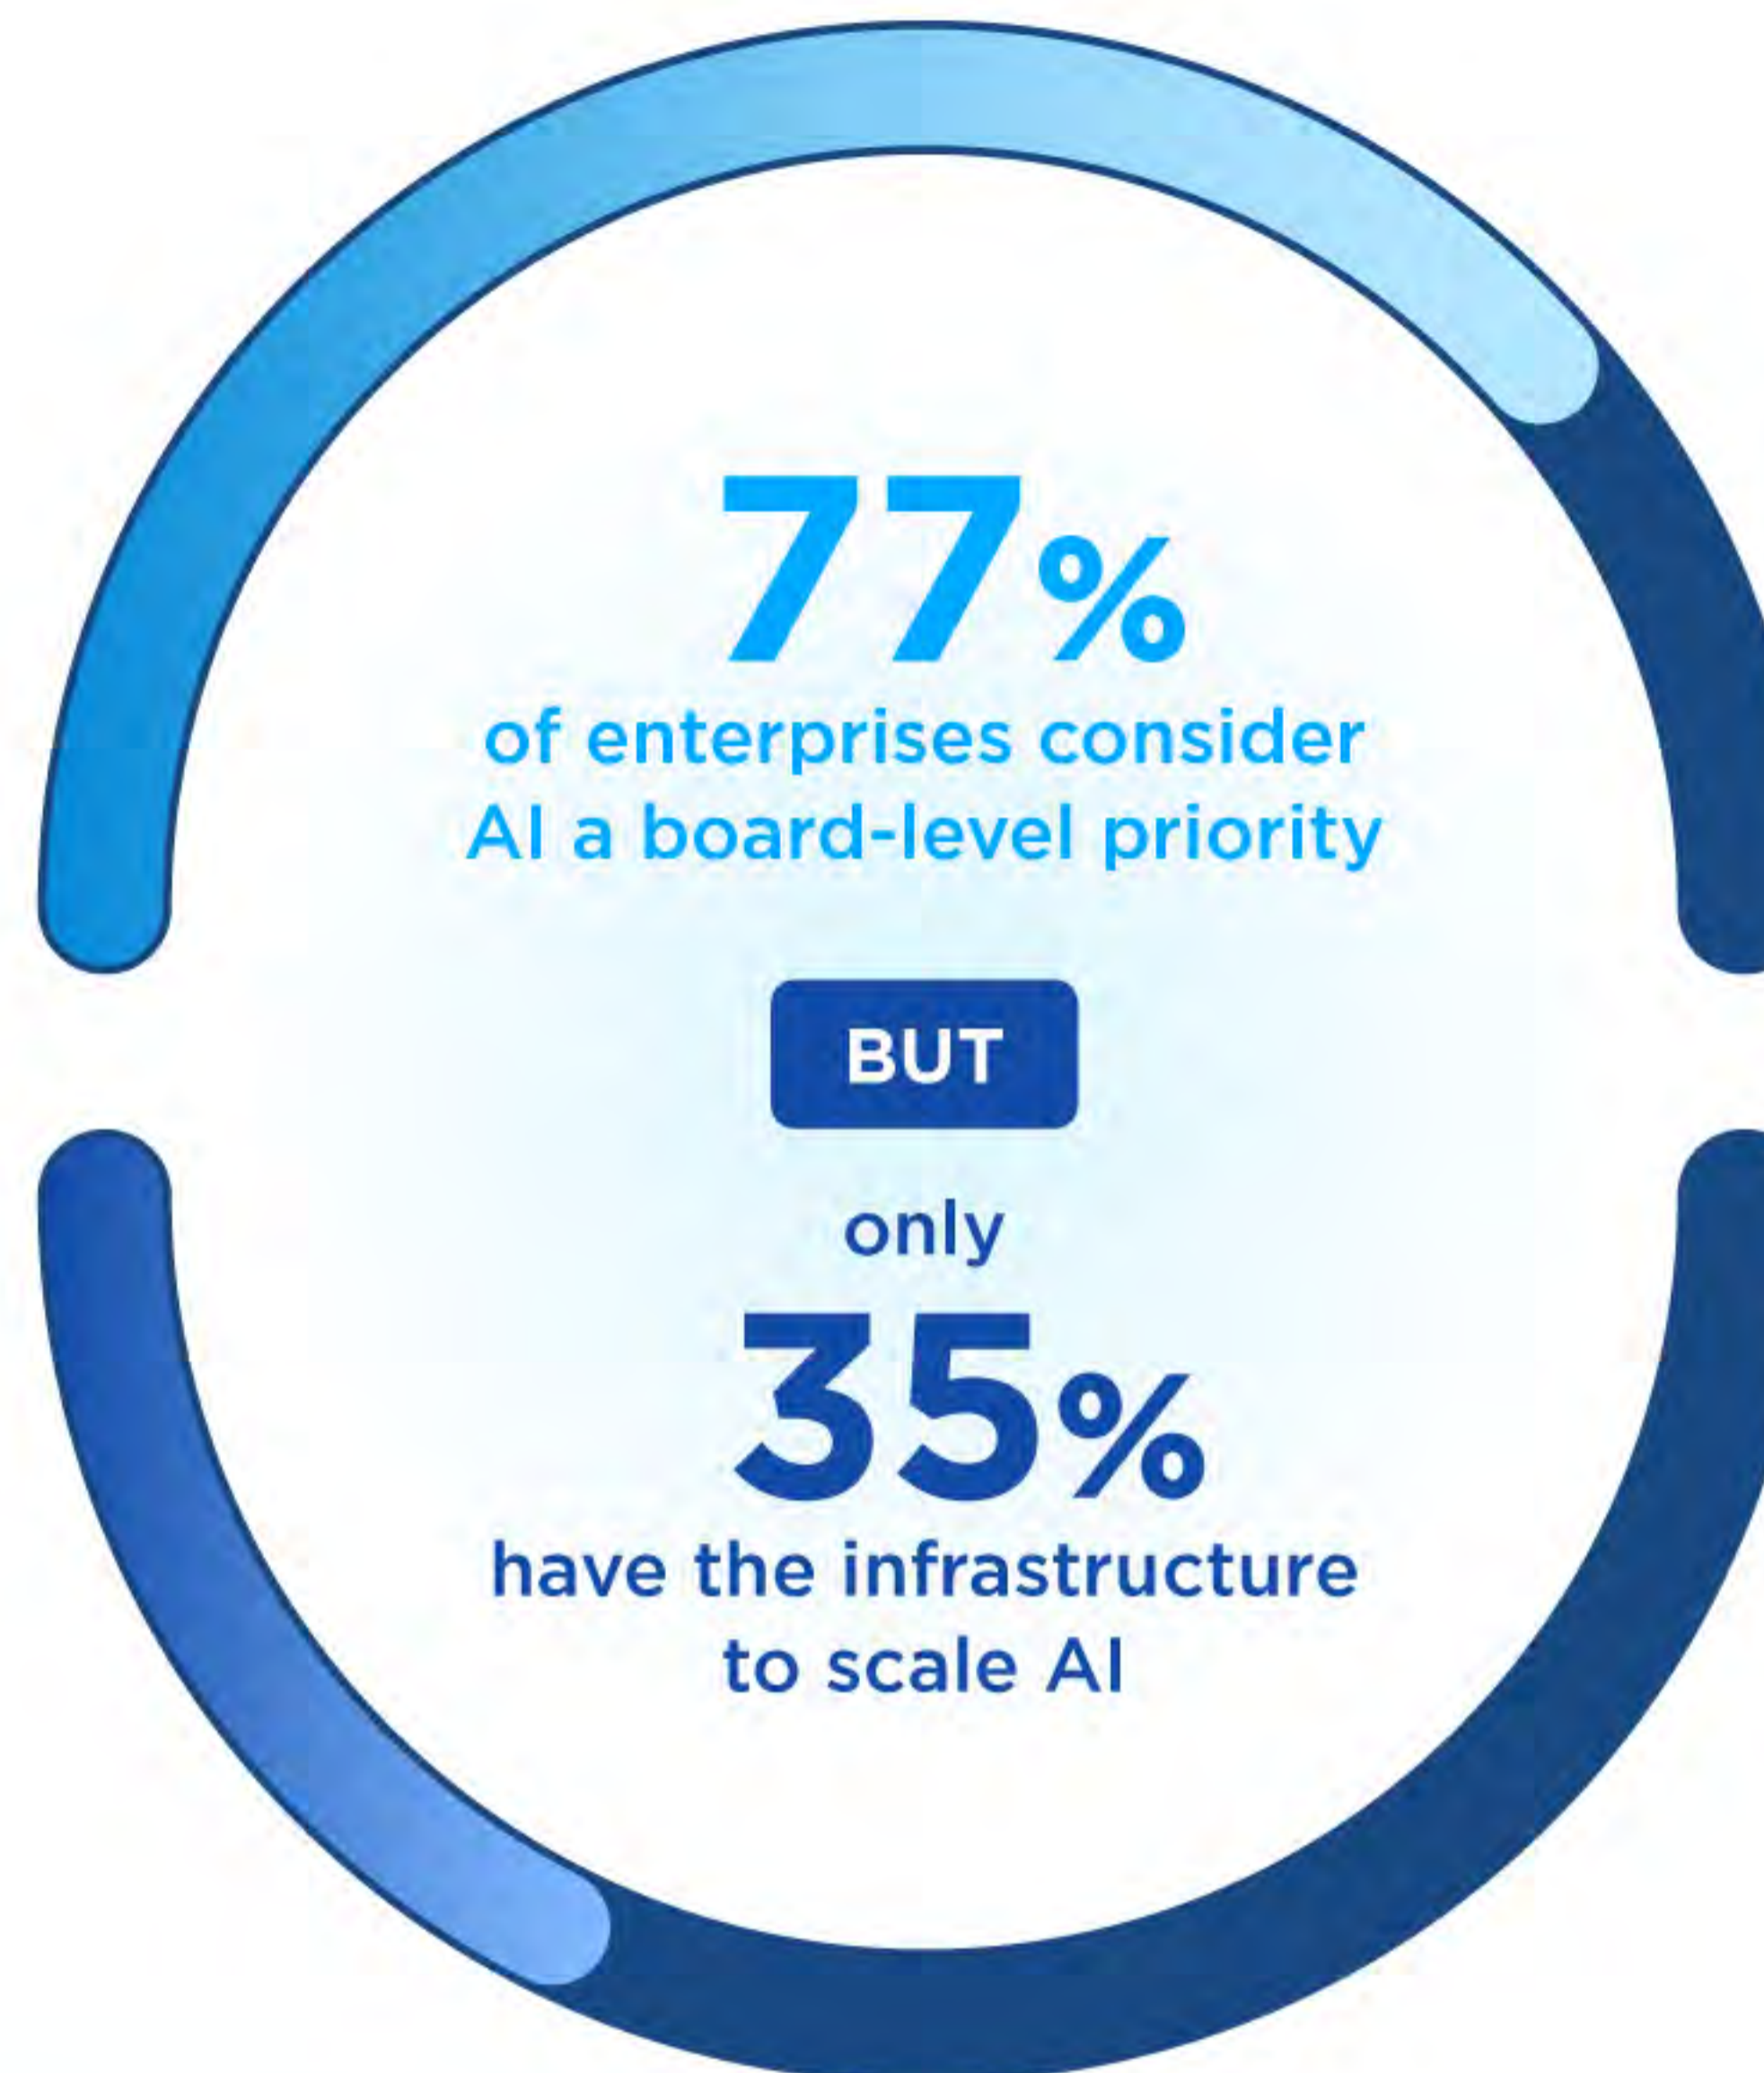 77%
of enterprises consider
AI a board-level priority
BUT
only
35%
have the infrastructure
to scale AI